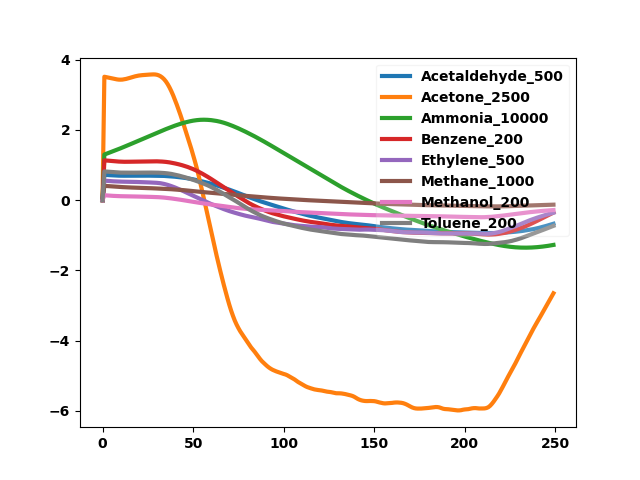 4
2
0
−2
−4
−6
0 50 100 150 200 250
Acetaldehyde_500
Acetone_2500
Ammonia_10000
Benzene_200
Ethylene_500
Methane_1000
Methanol_200
Toluene_200